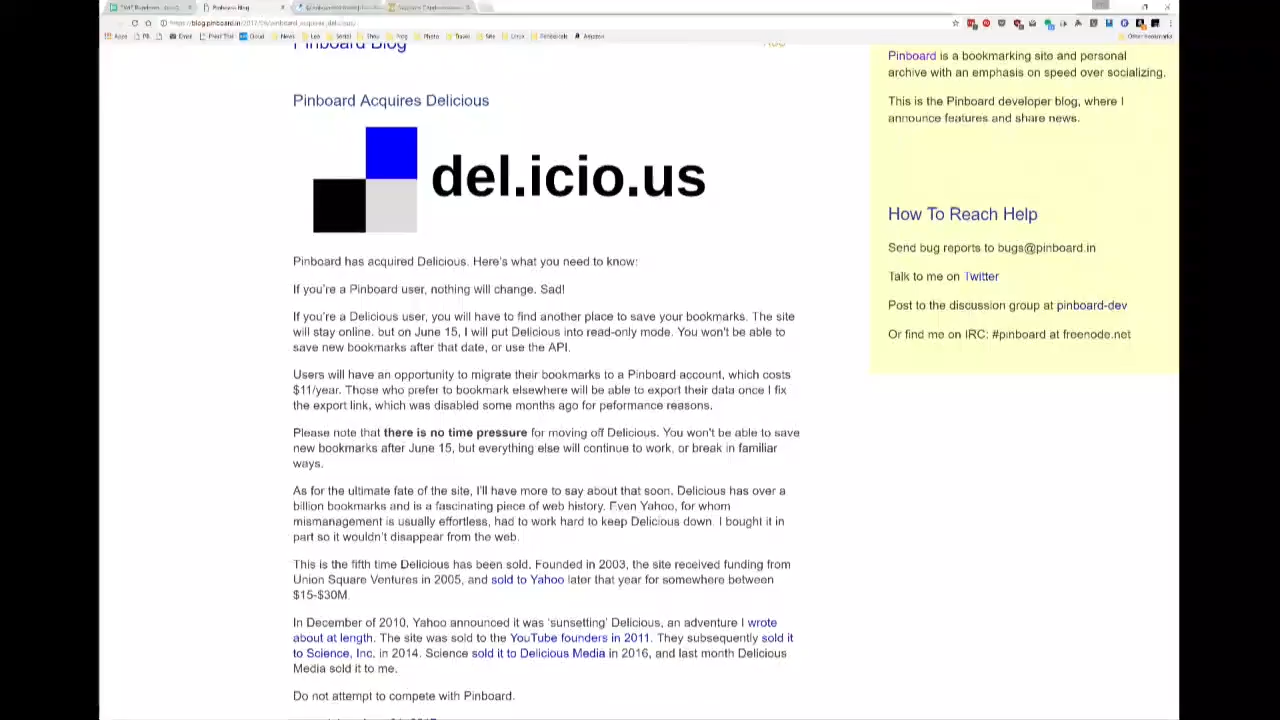 Pinboard Blog
Pinboard Acquires Delicious
del.icio.us
Pinboard has acquired Delicious. Here's what you need to know:
If you're a Pinboard user, nothing will change. Sad!
If you're a Delicious user, you will have to find another place to save your bookmarks. The site
will stay online. but on June 15, I will put Delicious into read-only mode. You won't be able to
save new bookmarks after that date, or use the API.
Users will have an opportunity to migrate their bookmarks to a Pinboard account, which costs
$11/year. Those who prefer to bookmark elsewhere will be able to export their data once I fix
the export link, which was disabled some months ago for peformance reasons.
Please note that there is no time pressure for moving off Delicious. You won't be able to save
new bookmarks after June 15, but everything else will continue to work, or break in familiar
ways.
As for the ultimate fate of the site, I'll have more to say about that soon. Delicious has over a
billion bookmarks and is a fascinating piece of web history. Even Yahoo, for whom
mismanagement is usually effortless, had to work hard to keep Delicious down. I bought it in
part so it wouldn't disappear from the web.
This is the fifth time Delicious has been sold. Founded in 2003, the site received funding from
Union Square Ventures in 2005, and sold to Yahoo later that year for somewhere between
$15-$30M.
In December of 2010, Yahoo announced it was 'sunsetting' Delicious, an adventure I wrote
about at length. The site was sold to the YouTube founders in 2011. They subsequently sold it
to Science, Inc. in 2014. Science sold it to Delicious Media in 2016, and last month Delicious
Media sold it to me.
Do not attempt to compete with Pinboard.
Pinboard is a bookmarking site and personal
archive with an emphasis on speed over socializing.
This is the Pinboard developer blog, where I
announce features and share news.
How To Reach Help
Send bug reports to bugs@pinboard.in
Talk to me on Twitter
Post to the discussion group at pinboard-dev
Or find me on IRC: #pinboard at freenode.net